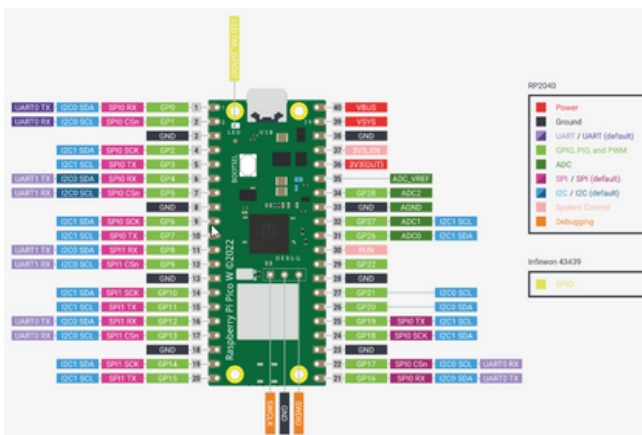 UART0 TX I2C0 SDA SPI0 RX GP0 1
UART0 RX I2C0 SCL SPI0 CSn GP1 2
GND 3
I2C1 SDA SPI0 SCK GP2 4
I2C1 SCL SPI0 TX GP3 5
UART1 TX I2C0 SDA SPI0 RX GP4 6
UART1 RX I2C0 SCL SPI0 CSn GP5 7
GND 8
I2C1 SDA SPI0 SCK GP6 9
I2C1 SCL SPI0 TX GP7 10
UART1 TX I2C0 SDA SPI1 RX GP8 11
UART1 RX I2C0 SCL SPI1 CSn GP9 12
GND 13
I2C1 SDA SPI1 SCK GP10 14
I2C1 SCL SPI1 TX GP11 15
UART0 TX I2C0 SDA SPI1 RX GP12 16
UART0 RX I2C0 SCL SPI1 CSn GP13 17
GND 18
I2C1 SDA SPI1 SCK GP14 19
I2C1 SCL SPI1 TX GP15 20
LED USB
BOOTSEL
DEBUG
Raspberry Pi Pico W ©2022
SWCLK
GND
SWDIO
40 VBUS
39 VSYS
38 GND
37 3V3_EN
36 3V3(OUT)
35 ADC_VREF
34 GP28 ADC2
33 GND AGND
32 GP27 ADC1 I2C1 SCL
31 GP26 ADC0 I2C1 SDA
30 RUN
29 GP22
28 GND
27 GP21 I2C0 SCL
26 GP20 I2C0 SDA
25 GP19 SPI0 TX I2C1 SCL
24 GP18 SPI0 SCK I2C1 SDA
23 GND
22 GP17 SPI0 CSn I2C0 SCL UART0 RX
21 GP16 SPI0 RX I2C0 SDA UART0 TX
RP2040
Power
Ground
UART / UART (default)
GPIO, PIO, and PWM
ADC
SPI / SPI (default)
I2C / I2C (default)
System Control
Debugging
Infineon 43439
GPIO